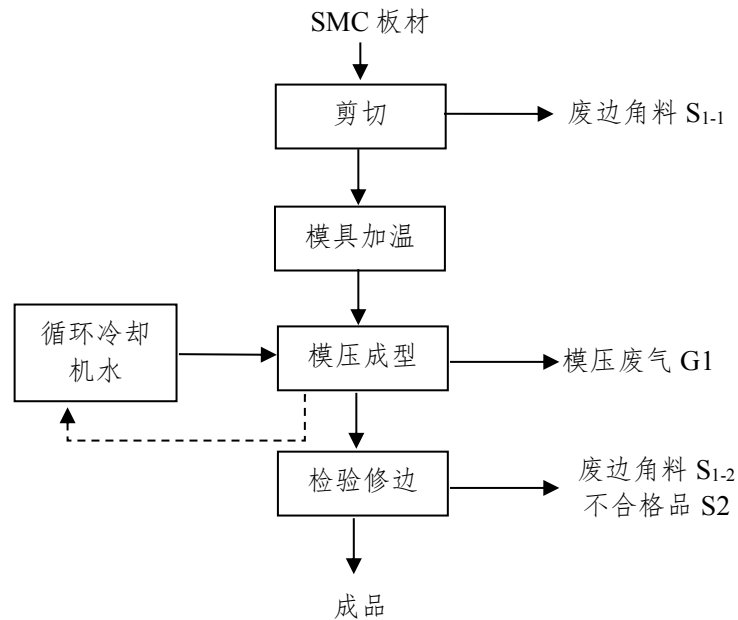 SMC 板材
剪切
废边角料 S1-1
模具加温
循环冷却
机水
模压成型
模压废气 G1
检验修边
废边角料 S1-2
不合格品 S2
成品